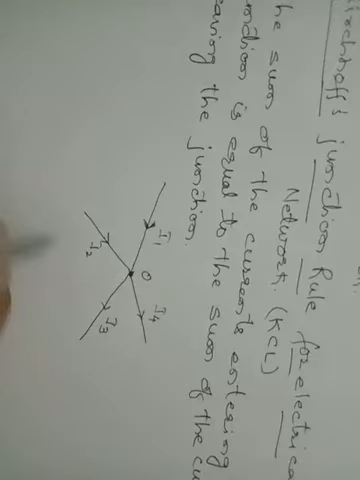 Kirchhoff's junction Rule for electrical
Network. (KCL)
The sum of the currents entering
junction is equal to the sum of the cu
leaving the junction.
I1
I2
O
I3
I4